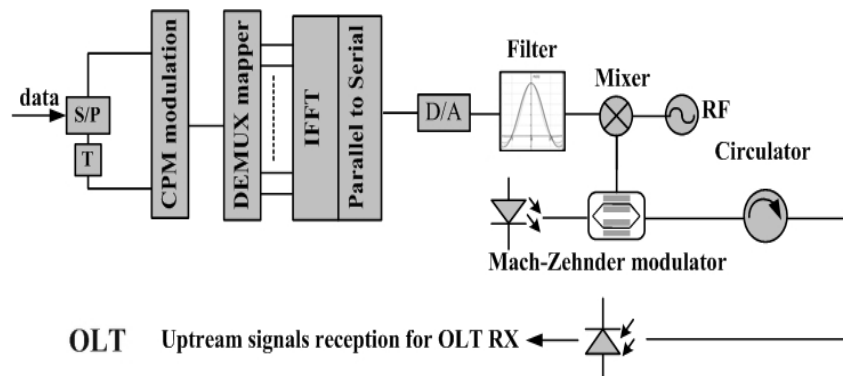 data
S/P
T
CPM modulation
DEMUX mapper
IFFT
Parallel to Serial
D/A
Filter
Mixer
RF
Circulator
Mach-Zehnder modulator
OLT Uptream signals reception for OLT RX